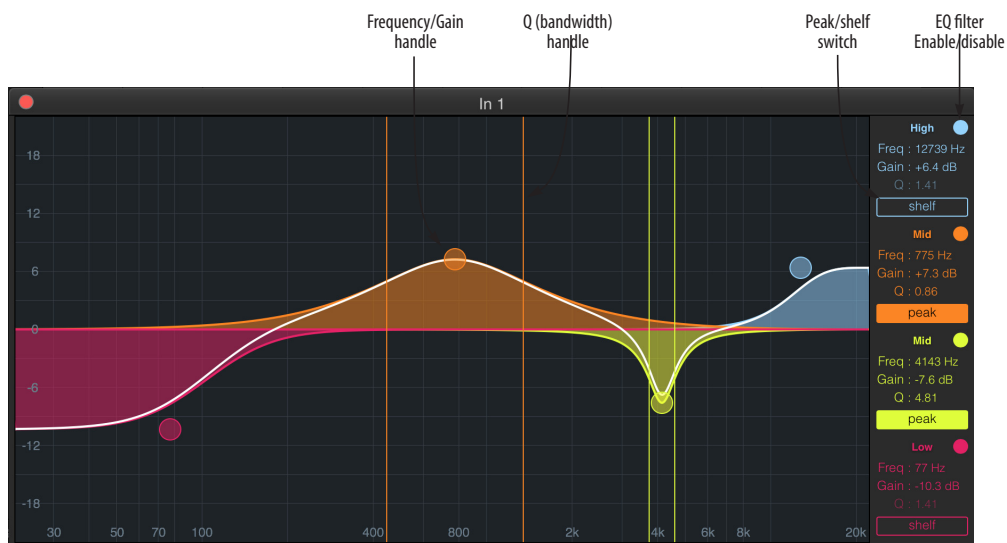 Frequency/Gain
handle
Q (bandwidth)
handle
Peak/shelf
switch
EQ filter
Enable/disable
In 1
18
12
6
0
-6
-12
-18
30
50
70
100
400
800
2k
4k
6k
8k
20k
High
Freq : 12739 Hz
Gain : +6.4 dB
Q : 1.41
shelf
Mid
Freq : 775 Hz
Gain : +7.3 dB
Q : 0.86
peak
Mid
Freq : 4143 Hz
Gain : -7.6 dB
Q : 4.81
peak
Low
Freq : 77 Hz
Gain : -10.3 dB
Q : 1.41
shelf